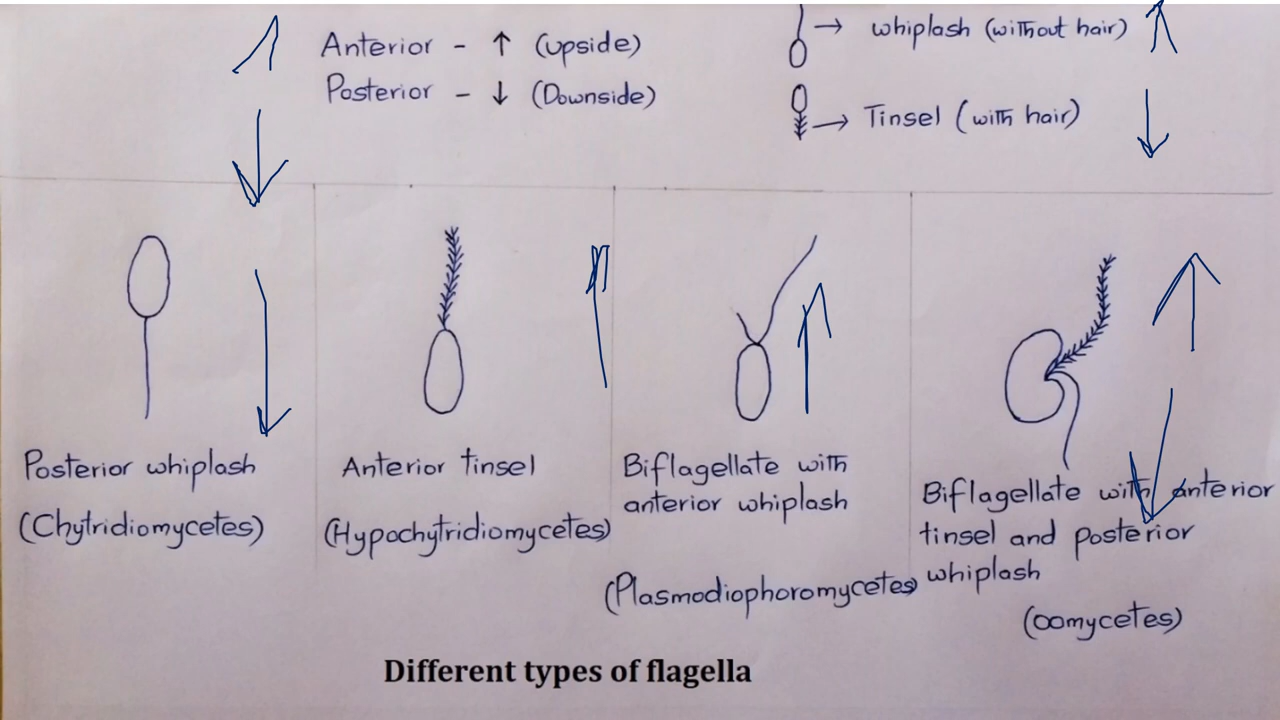 Anterior - ↑ (upside)
Posterior - ↓ (Downside)
→ whiplash (without hair)
→ Tinsel (with hair)
Posterior whiplash
(Chytridiomycetes)
Anterior tinsel
(Hypochytridiomycetes)
Biflagellate with
anterior whiplash
(Plasmodiophoromycetes)
Biflagellate with anterior
tinsel and posterior
whiplash
(oomycetes)
Different types of flagella